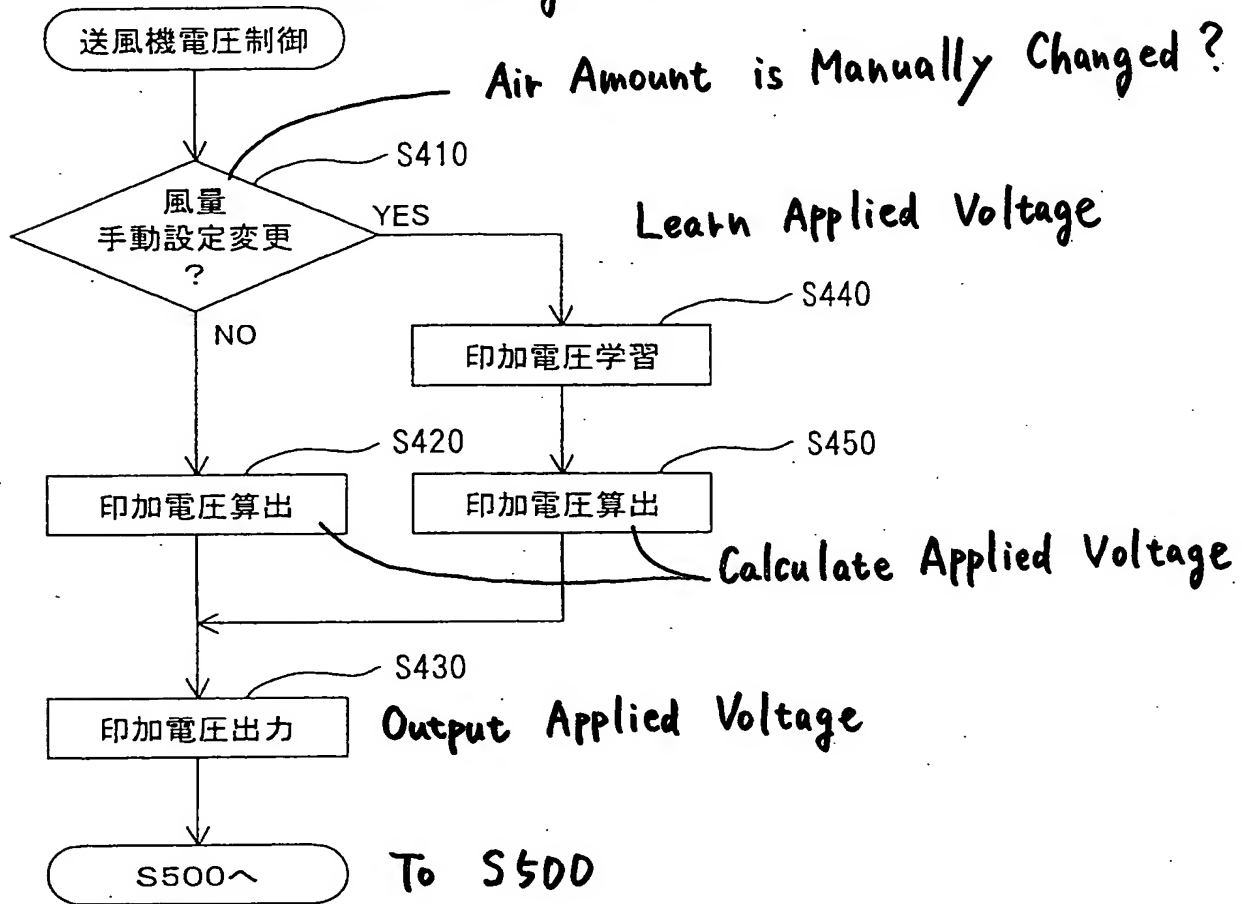 送風機電圧制御
Air Amount is Manually Changed?
S410
風量
手動設定変更
?
YES
Learn Applied Voltage
S440
NO
印加電圧学習
S420
S450
印加電圧算出
印加電圧算出
Calculate Applied Voltage
S430
印加電圧出力
Output Applied Voltage
S500へ
To S500